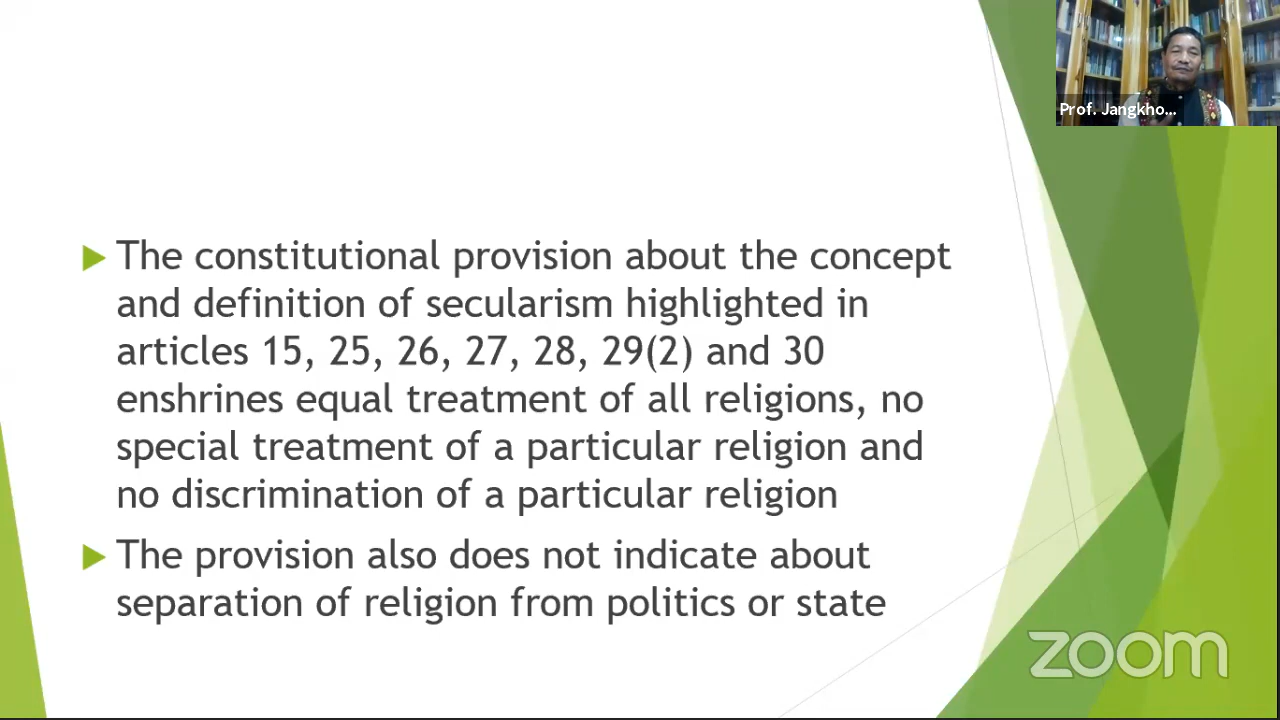 Prof. Jangkho...
The constitutional provision about the concept
and definition of secularism highlighted in
articles 15, 25, 26, 27, 28, 29(2) and 30
enshrines equal treatment of all religions, no
special treatment of a particular religion and
no discrimination of a particular religion
The provision also does not indicate about
separation of religion from politics or state
zoom